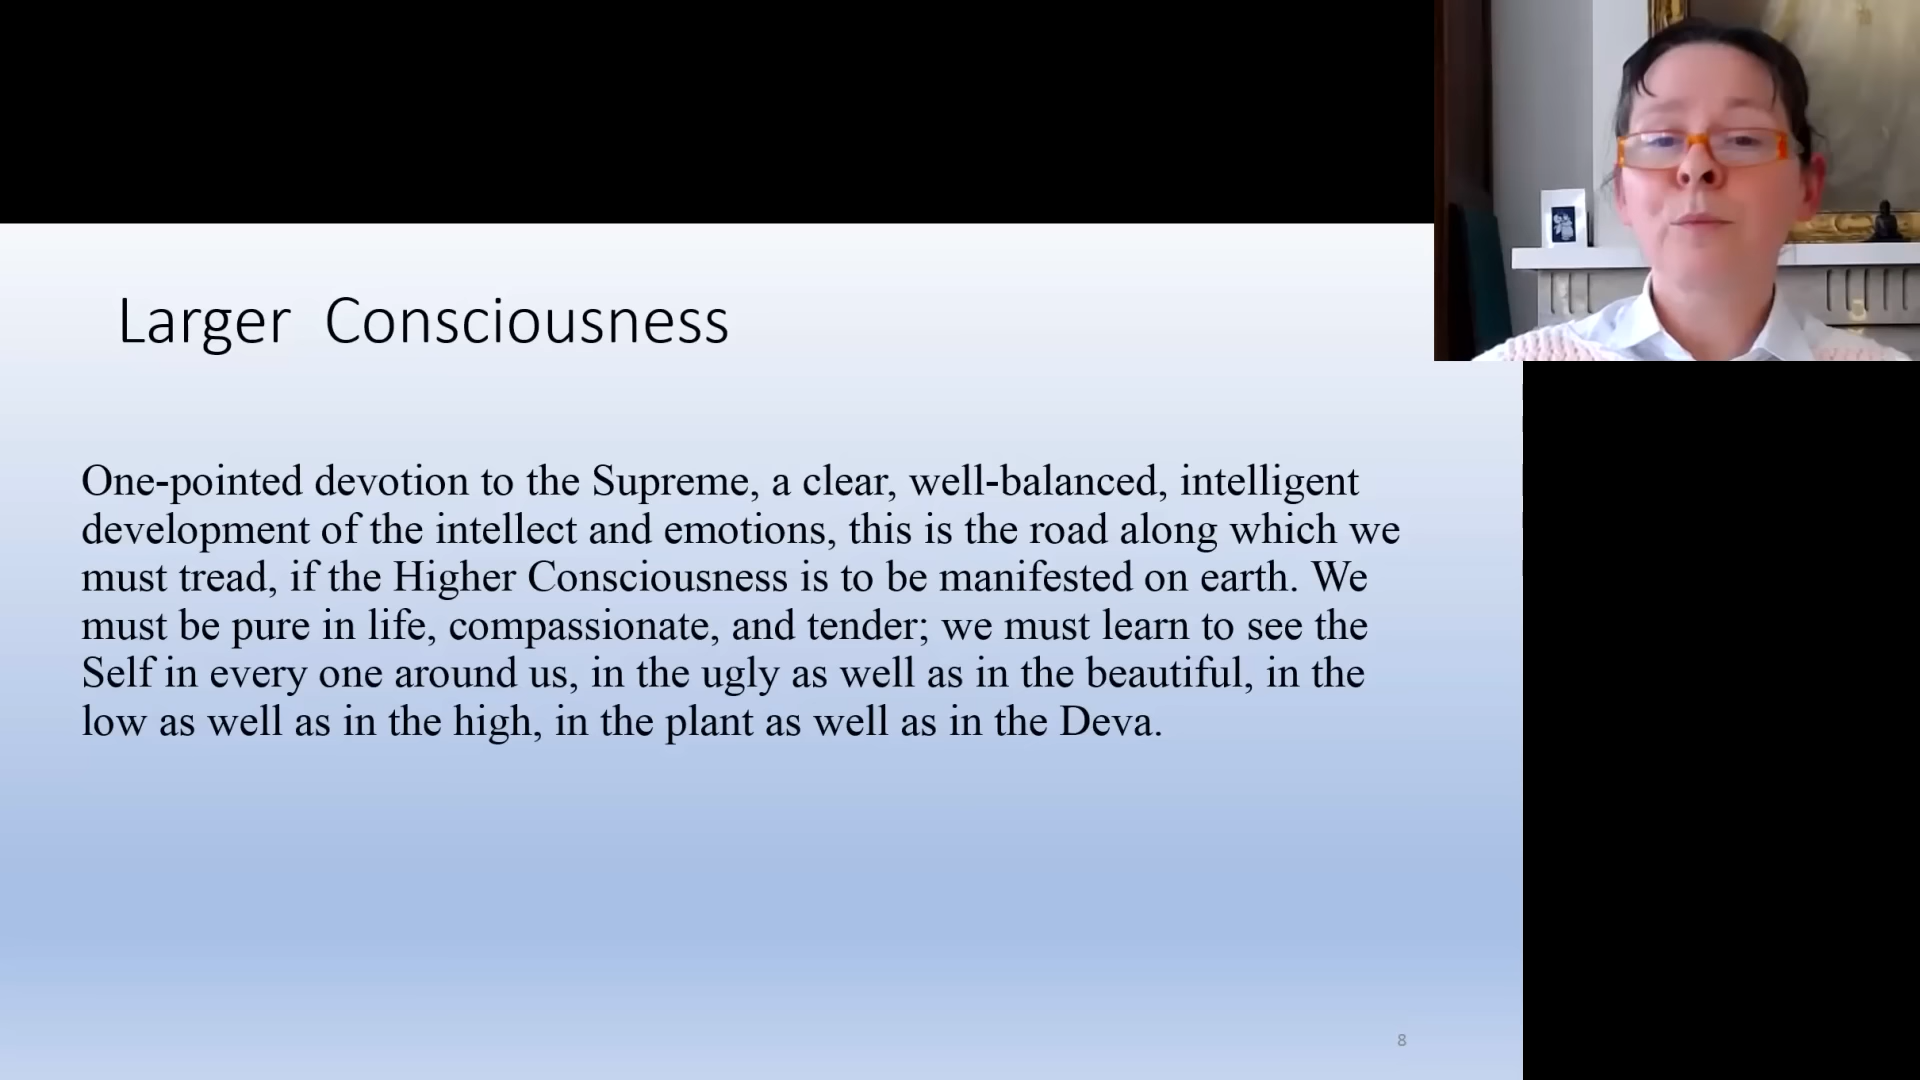 Larger Consciousness
One-pointed devotion to the Supreme, a clear, well-balanced, intelligent
development of the intellect and emotions, this is the road along which we
must tread, if the Higher Consciousness is to be manifested on earth. We
must be pure in life, compassionate, and tender; we must learn to see the
Self in every one around us, in the ugly as well as in the beautiful, in the
low as well as in the high, in the plant as well as in the Deva.
8